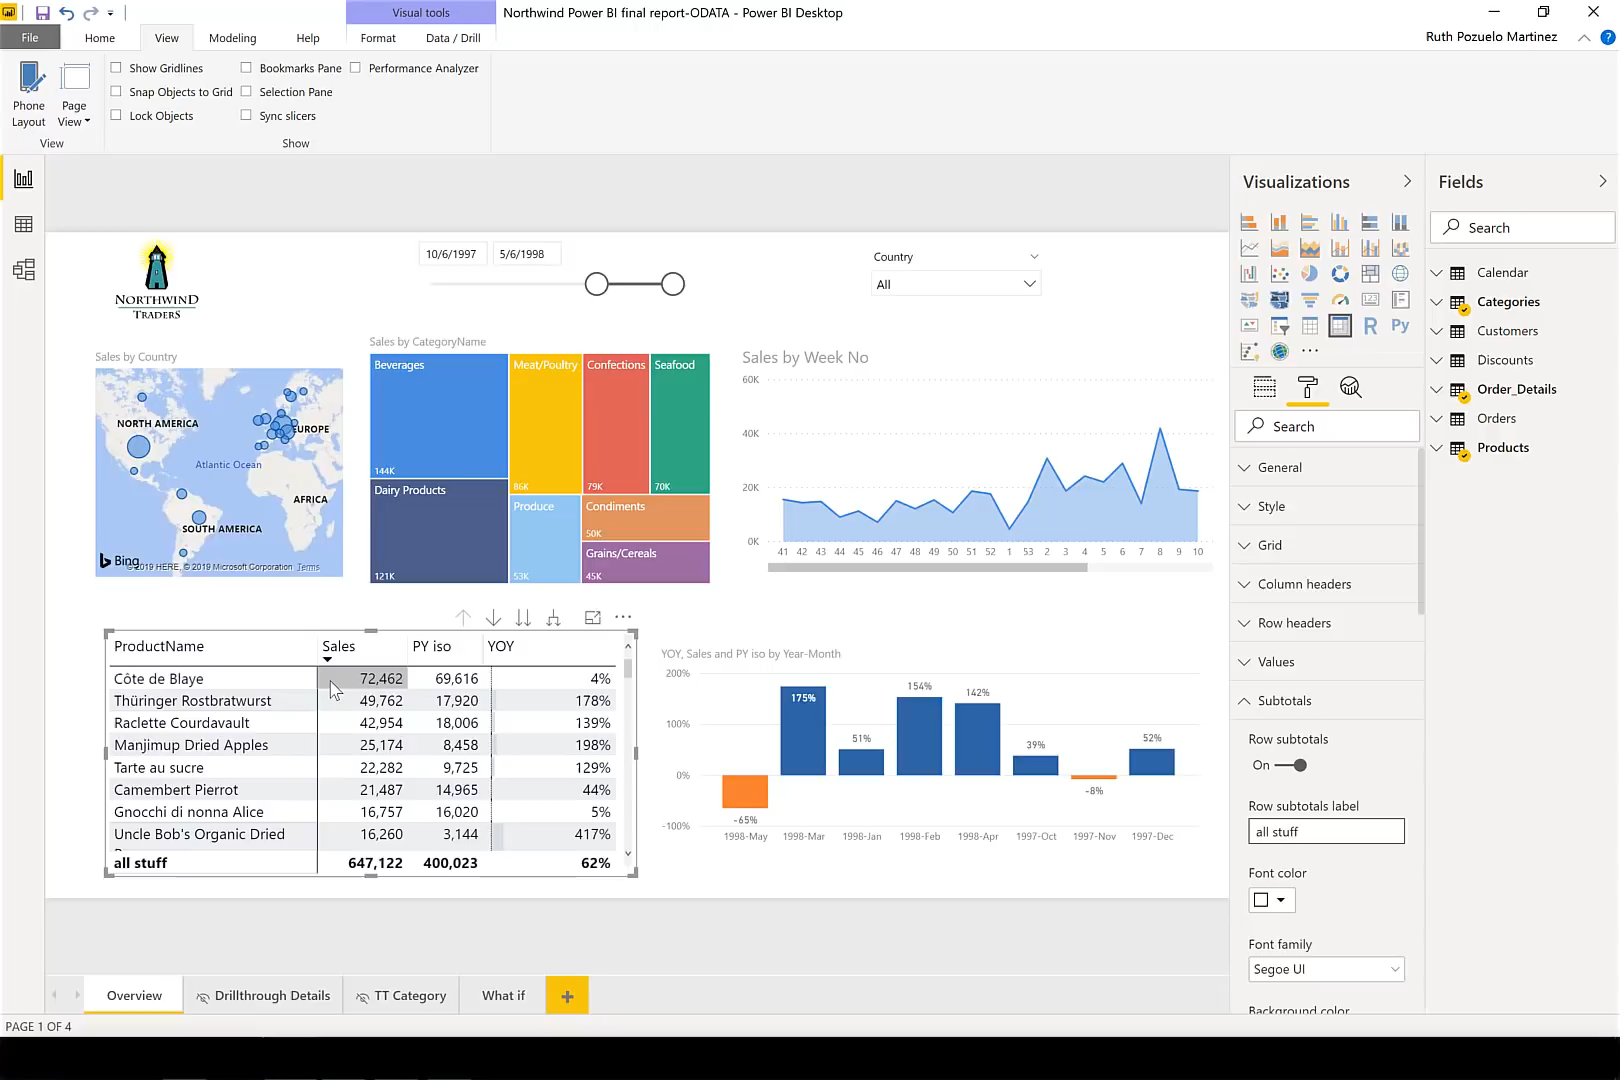 Visual tools
Northwind Power BI final report-ODATA - Power BI Desktop
File
Home
View
Modeling
Help
Format
Data / Drill
Ruth Pozuelo Martinez
?
Phone Layout
Page View
Show Gridlines
Snap Objects to Grid
Lock Objects
Bookmarks Pane
Selection Pane
Sync slicers
Performance Analyzer
View
Show
NORTHWIND
TRADERS
10/6/1997
5/6/1998
Country
All
Sales by Country
NORTH AMERICA
EUROPE
Atlantic Ocean
AFRICA
SOUTH AMERICA
Bing
© 2019 HERE, © 2019 Microsoft Corporation Terms
Sales by CategoryName
Beverages
144K
Dairy Products
121K
Meat/Poultry
86K
Confections
79K
Seafood
70K
Produce
53K
Condiments
50K
Grains/Cereals
45K
Sales by Week No
60K
40K
20K
0K
41 42 43 44 45 46 47 48 49 50 51 52 1 53 2 3 4 5 6 7 8 9 10
ProductName Sales PY iso YOY
Côte de Blaye 72,462 69,616 4%
Thüringer Rostbratwurst 49,762 17,920 178%
Raclette Courdavault 42,954 18,006 139%
Manjimup Dried Apples 25,174 8,458 198%
Tarte au sucre 22,282 9,725 129%
Camembert Pierrot 21,487 14,965 44%
Gnocchi di nonna Alice 16,757 16,020 5%
Uncle Bob's Organic Dried 16,260 3,144 417%
all stuff 647,122 400,023 62%
YOY, Sales and PY iso by Year-Month
200%
100%
0%
-100%
-65%
175%
51%
154%
142%
39%
-8%
52%
1998-May 1998-Mar 1998-Jan 1998-Feb 1998-Apr 1997-Oct 1997-Nov 1997-Dec
Visualizations
123
R
Py
Search
General
Style
Grid
Column headers
Row headers
Values
Subtotals
Row subtotals
On
Row subtotals label
all stuff
Font color
Font family
Segoe UI
Background color
Fields
Search
Calendar
Categories
Customers
Discounts
Order_Details
Orders
Products
Overview
Drillthrough Details
TT Category
What if
+
PAGE 1 OF 4